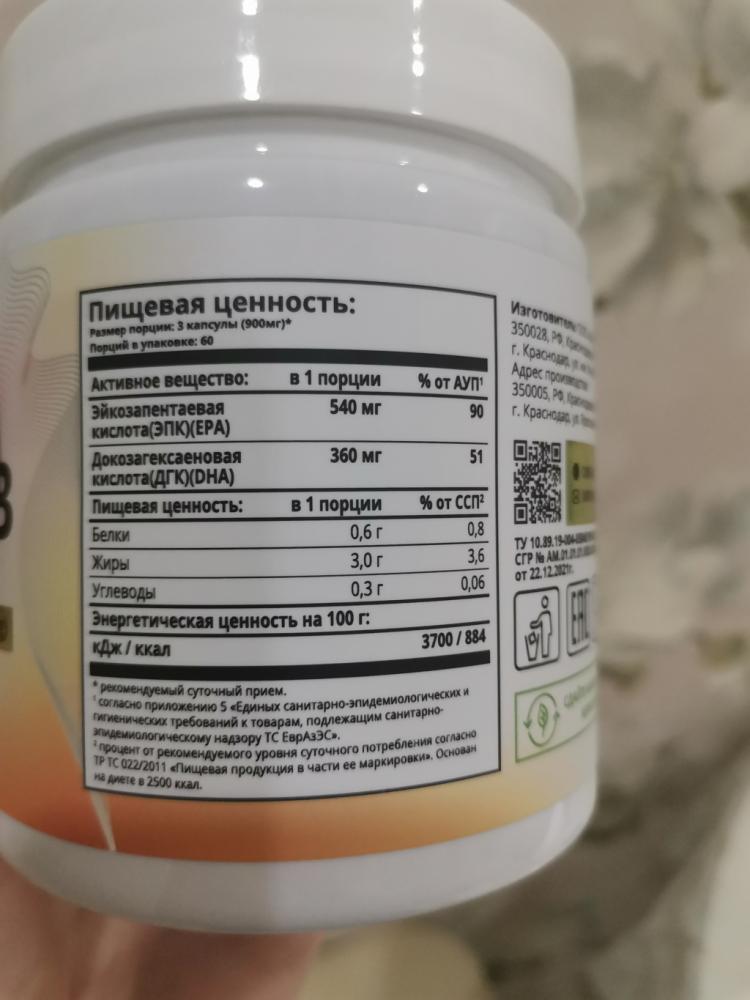 Пищевая ценность:
Размер порции: 3 капсулы (900мг)*
Порций в упаковке: 60
Активное вещество: в 1 порции % от АУП¹
Эйкозапентаевая 540 мг 90
кислота(ЭПК)(EPA)
Докозагексаеновая 360 мг 51
кислота(ДГК)(DHA)
Пищевая ценность: в 1 порции % от ССП²
Белки 0,6 г 0,8
Жиры 3,0 г 3,6
Углеводы 0,3 г 0,06
Энергетическая ценность на 100 г:
кДж / ккал 3700 / 884
* рекомендуемый суточный прием.
¹ согласно приложению 5 «Единых санитарно-эпидемиологических и
гигиенических требований к товарам, подлежащим санитарно-
эпидемиологическому надзору ТС ЕврАзЭС».
² процент от рекомендуемого уровня суточного потребления согласно
ТР ТС 022/2011 «Пищевая продукция в части ее маркировки». Основан
на диете в 2500 ккал.
Изготовитель
350028, РФ,
г. Краснодар,
Адрес производства
350005, РФ,
г. Краснодар, ул.
ТУ
СГР №
от 22.12.2021г.
EAC